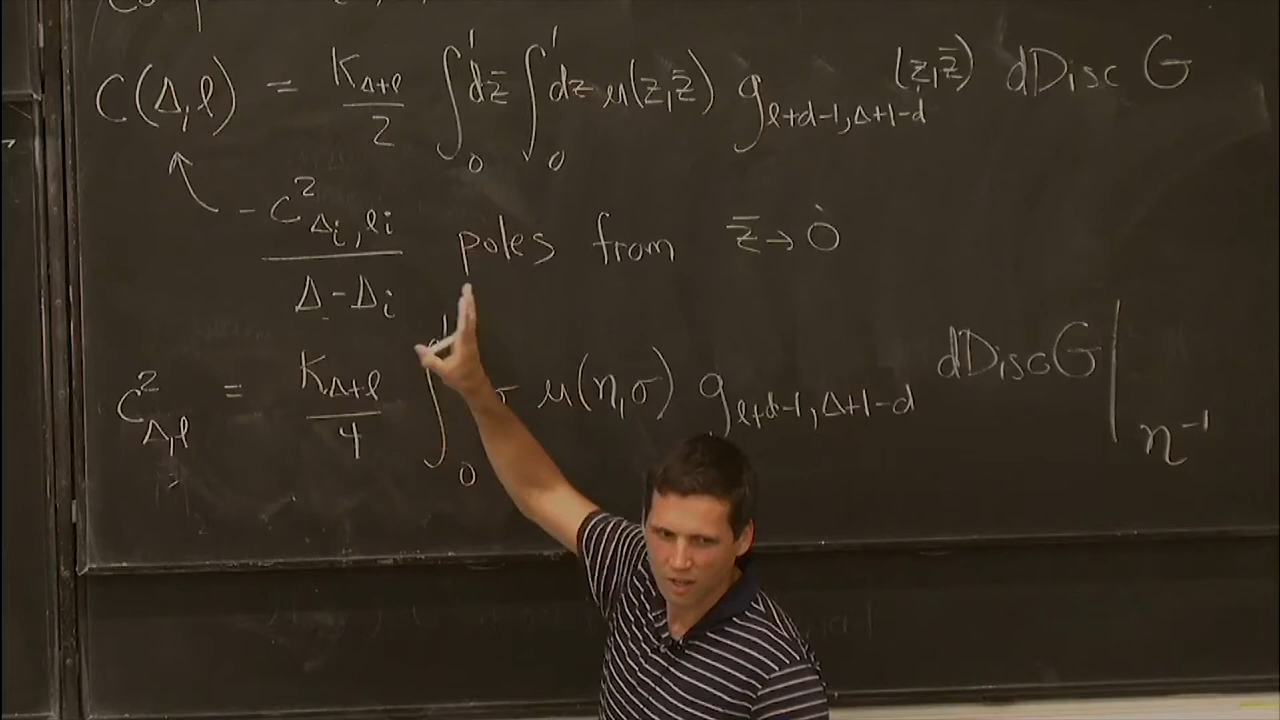 Comp
C(Δ,ℓ) = K_{Δ+ℓ}/2 ∫_0^1 dz̄ ∫_0^1 dz μ(z,z̄) g_{ℓ+d-1,Δ+1-d} (z,z̄) dDisc G
- C²_{Δi,ℓi} / Δ-Δi poles from z̄→0
C²_{Δ,ℓ} = K_{Δ+ℓ}/4 ∫_0^1 σ μ(η,σ) g_{ℓ+d-1,Δ+1-d} dDisc G |_{η^{-1}}